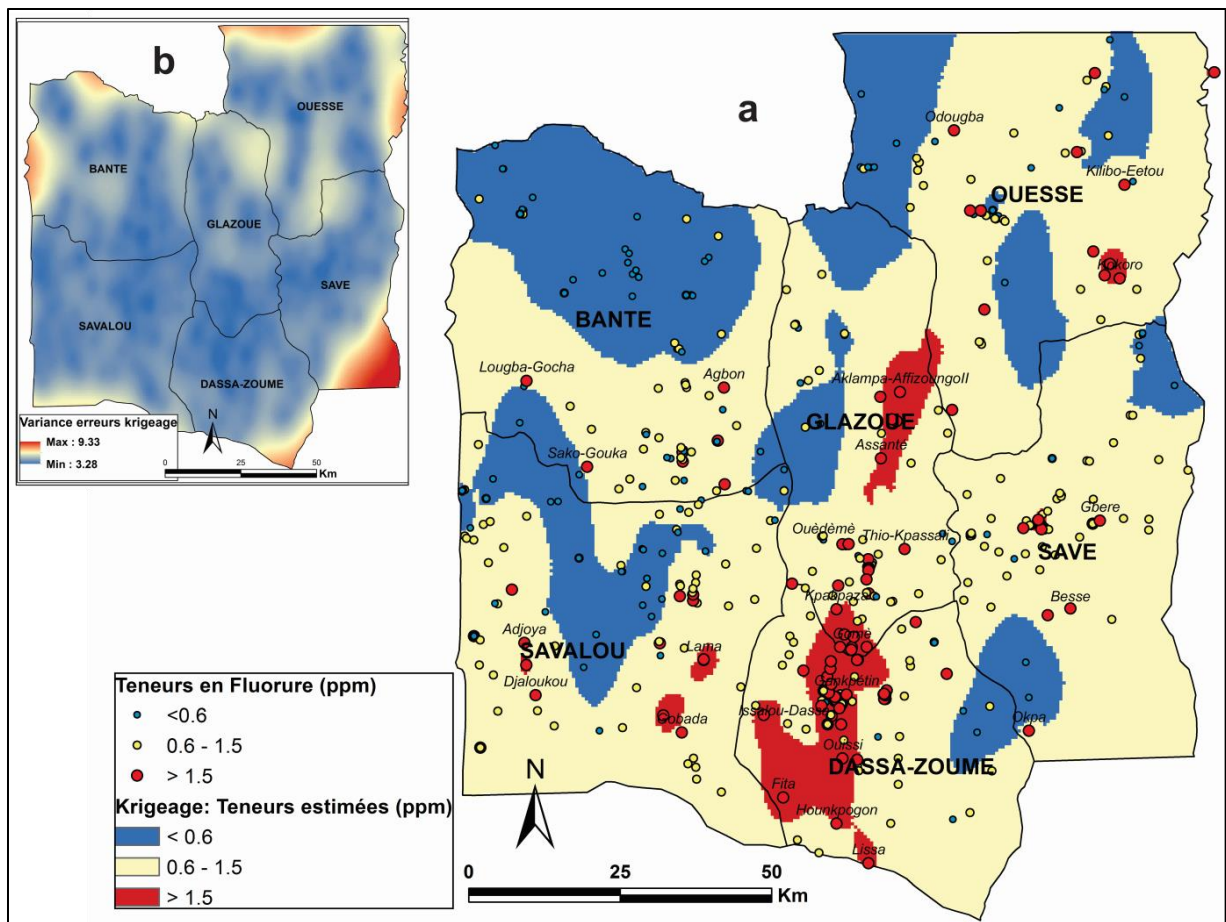 b
OUESSE
BANTE
GLAZOUE
SAVE
SAVALOU
DASSA-ZOUME
N
Variance erreurs krigeage
Max : 9.33
Min : 3.28
0 25 50
Km
a
Odougba
Kilibo-Eetou
OUESSE
Kokoro
BANTE
Lougba-Gocha
Agbon
Aklampa-AffizoungoII
GLAZOUE
Assanté
Sako-Gouka
Ouèdèmè
Thio-Kpassali
Gbere
SAVE
Kpakpazac
Besse
Adjoya
SAVALOU
Lama
Gomè
Djaloukou
Gankpétin
Gobada
Issalou-Dassa
Okpa
Ouissi
DASSA-ZOUME
Fita
Hounkpogon
Lissa
Teneurs en Fluorure (ppm)
<0.6
0.6 - 1.5
> 1.5
Krigeage: Teneurs estimées (ppm)
< 0.6
0.6 - 1.5
> 1.5
N
0 25 50
Km